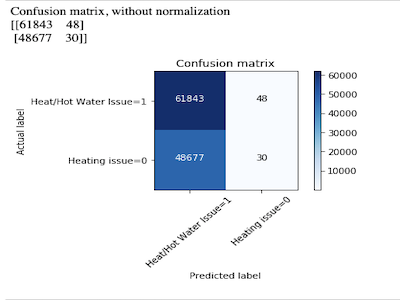 Confusion matrix, without normalization
[[61843 48]
[48677 30]]
Confusion matrix
Actual label
Heat/Hot Water Issue=1
Heating issue=0
61843 48
48677 30
60000
50000
40000
30000
20000
10000
Heat/Hot Water Issue=1
Heating issue=0
Predicted label